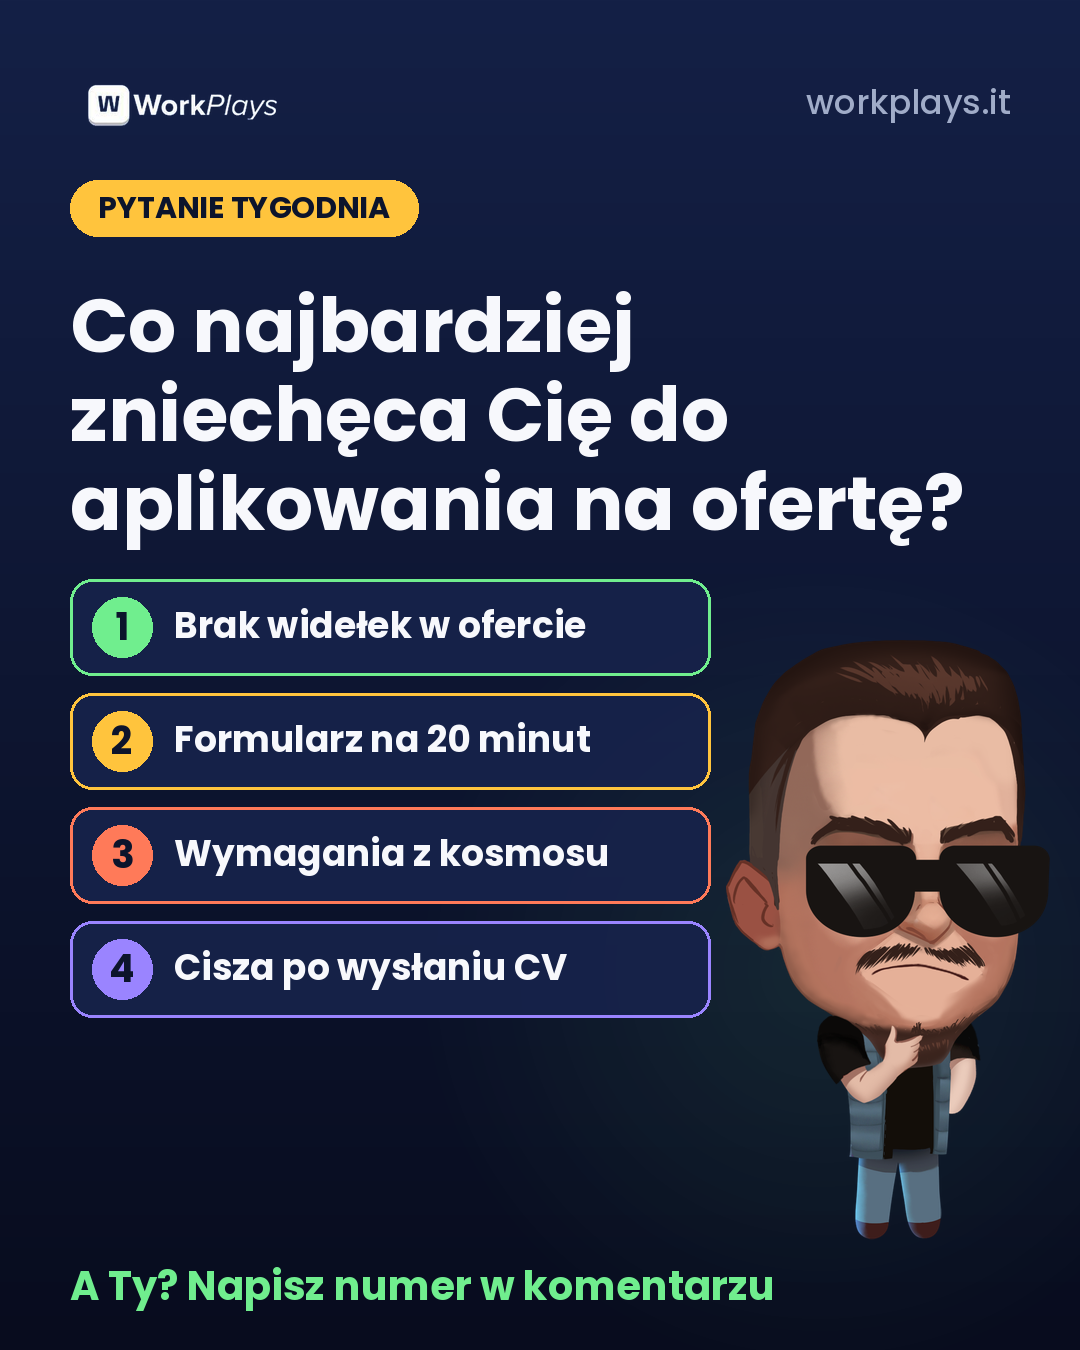 W WorkPlays
workplays.it
PYTANIE TYGODNIA
Co najbardziej
zniechęca Cię do
aplikowania na ofertę?
1 Brak widełek w ofercie
2 Formularz na 20 minut
3 Wymagania z kosmosu
4 Cisza po wysłaniu CV
A Ty? Napisz numer w komentarzu